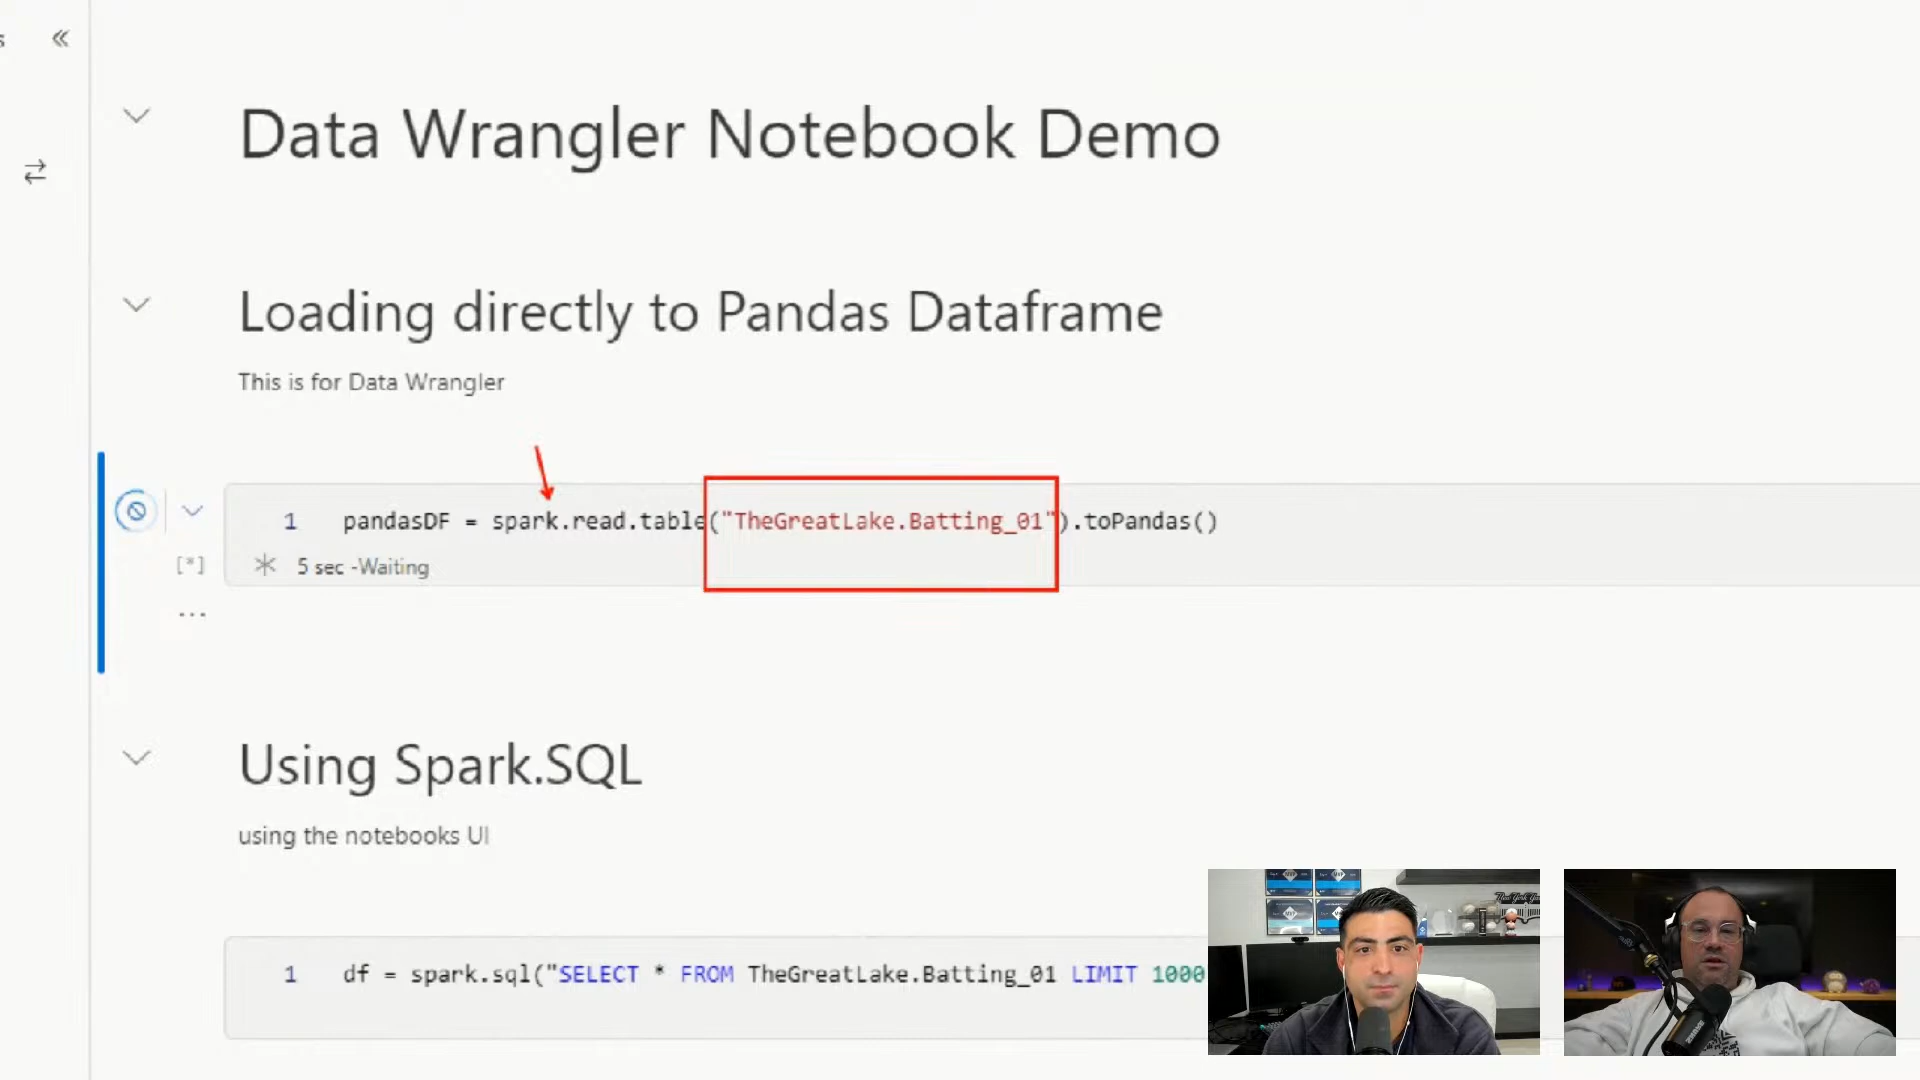 Data Wrangler Notebook Demo
Loading directly to Pandas Dataframe
This is for Data Wrangler
1 pandasDF = spark.read.table("TheGreatLake.Batting_01").toPandas()
[*] 5 sec -Waiting
Using Spark.SQL
using the notebooks UI
1 df = spark.sql("SELECT * FROM TheGreatLake.Batting_01 LIMIT 1000